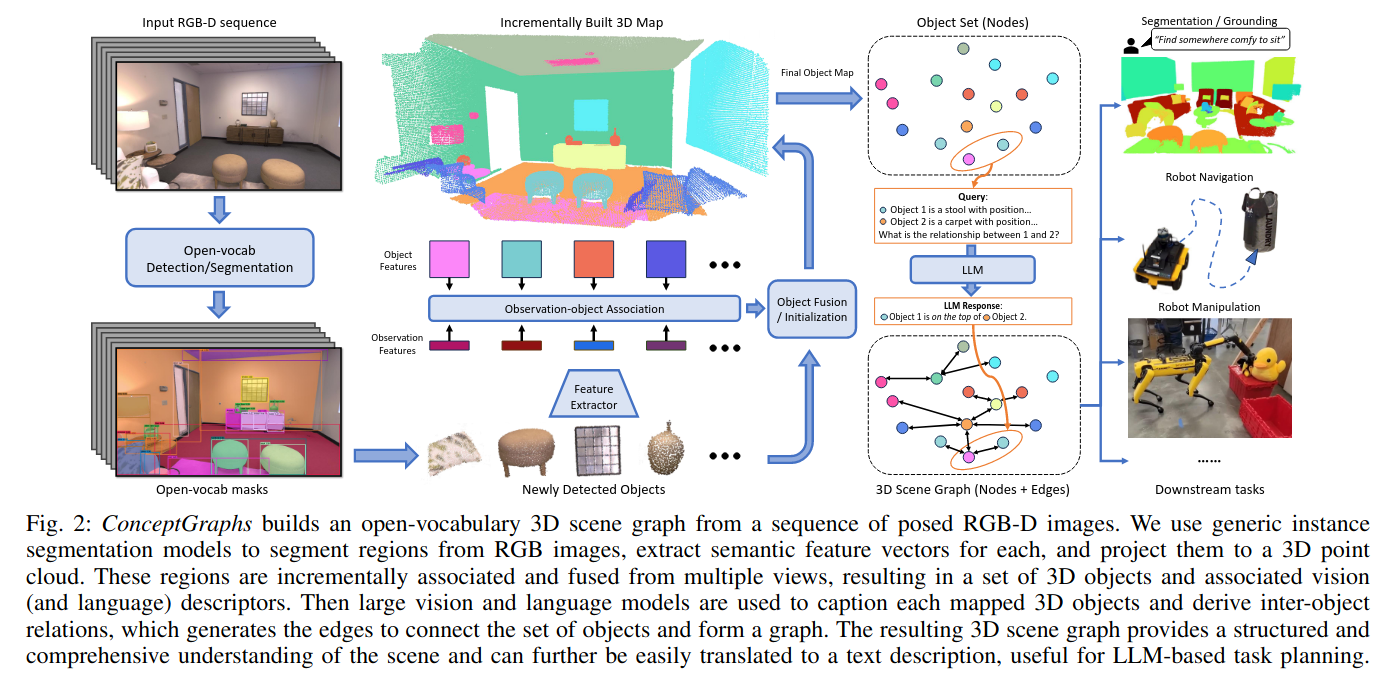 Input RGB-D sequence
Open-vocab
Detection/Segmentation
Open-vocab masks
Incrementally Built 3D Map
Object
Features
Observation-object Association
Observation
Features
Feature
Extractor
Newly Detected Objects
Object Fusion
/ Initialization
Final Object Map
Object Set (Nodes)
Query:
Object 1 is a stool with position...
Object 2 is a carpet with position...
What is the relationship between 1 and 2?
LLM
LLM Response:
Object 1 is on the top of Object 2.
3D Scene Graph (Nodes + Edges)
Segmentation / Grounding
"Find somewhere comfy to sit"
Robot Navigation
LAUNDRY
Robot Manipulation
......
Downstream tasks
Fig. 2: ConceptGraphs builds an open-vocabulary 3D scene graph from a sequence of posed RGB-D images. We use generic instance
segmentation models to segment regions from RGB images, extract semantic feature vectors for each, and project them to a 3D point
cloud. These regions are incrementally associated and fused from multiple views, resulting in a set of 3D objects and associated vision
(and language) descriptors. Then large vision and language models are used to caption each mapped 3D objects and derive inter-object
relations, which generates the edges to connect the set of objects and form a graph. The resulting 3D scene graph provides a structured and
comprehensive understanding of the scene and can further be easily translated to a text description, useful for LLM-based task planning.